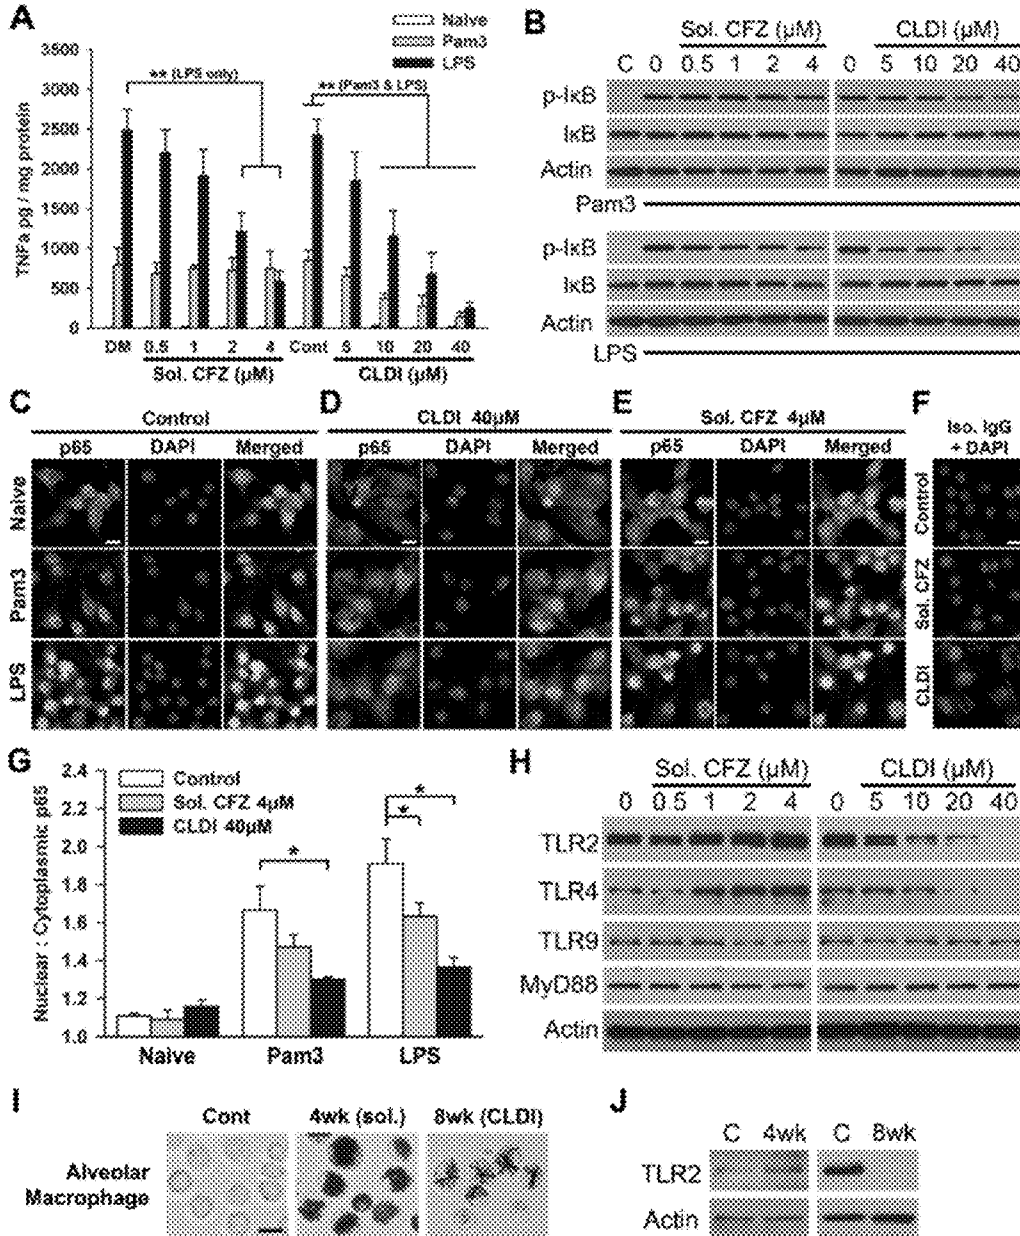 A
Naïve
Pam3
LPS
** (LPS only)
** (Pam3 & LPS)
TNFa pg / mg protein
3500
3000
2500
2000
1500
1000
500
0
DM 0.5 1 2 4 Cont 5 10 20 40
Sol. CFZ (µM) CLDI (µM)
B
Sol. CFZ (µM) CLDI (µM)
C 0 0.5 1 2 4 0 5 10 20 40
p-IκB
IκB
Actin
Pam3
p-IκB
IκB
Actin
LPS
C
Control
p65 DAPI Merged
Naive
Pam3
LPS
D
CLDI 40µM
p65 DAPI Merged
E
Sol. CFZ 4µM
p65 DAPI Merged
F
Iso. IgG
+ DAPI
Control
Sol. CFZ
CLDI
G
Control
Sol. CFZ 4µM
CLDI 40µM
Nuclear : Cytoplasmic p65
2.4
2.2
2.0
1.8
1.6
1.4
1.2
1.0
*
*
*
Naive Pam3 LPS
H
Sol. CFZ (µM) CLDI (µM)
0 0.5 1 2 4 0 5 10 20 40
TLR2
TLR4
TLR9
MyD88
Actin
I
Cont 4wk (sol.) 8wk (CLDI)
Alveolar
Macrophage
J
C 4wk C 8wk
TLR2
Actin